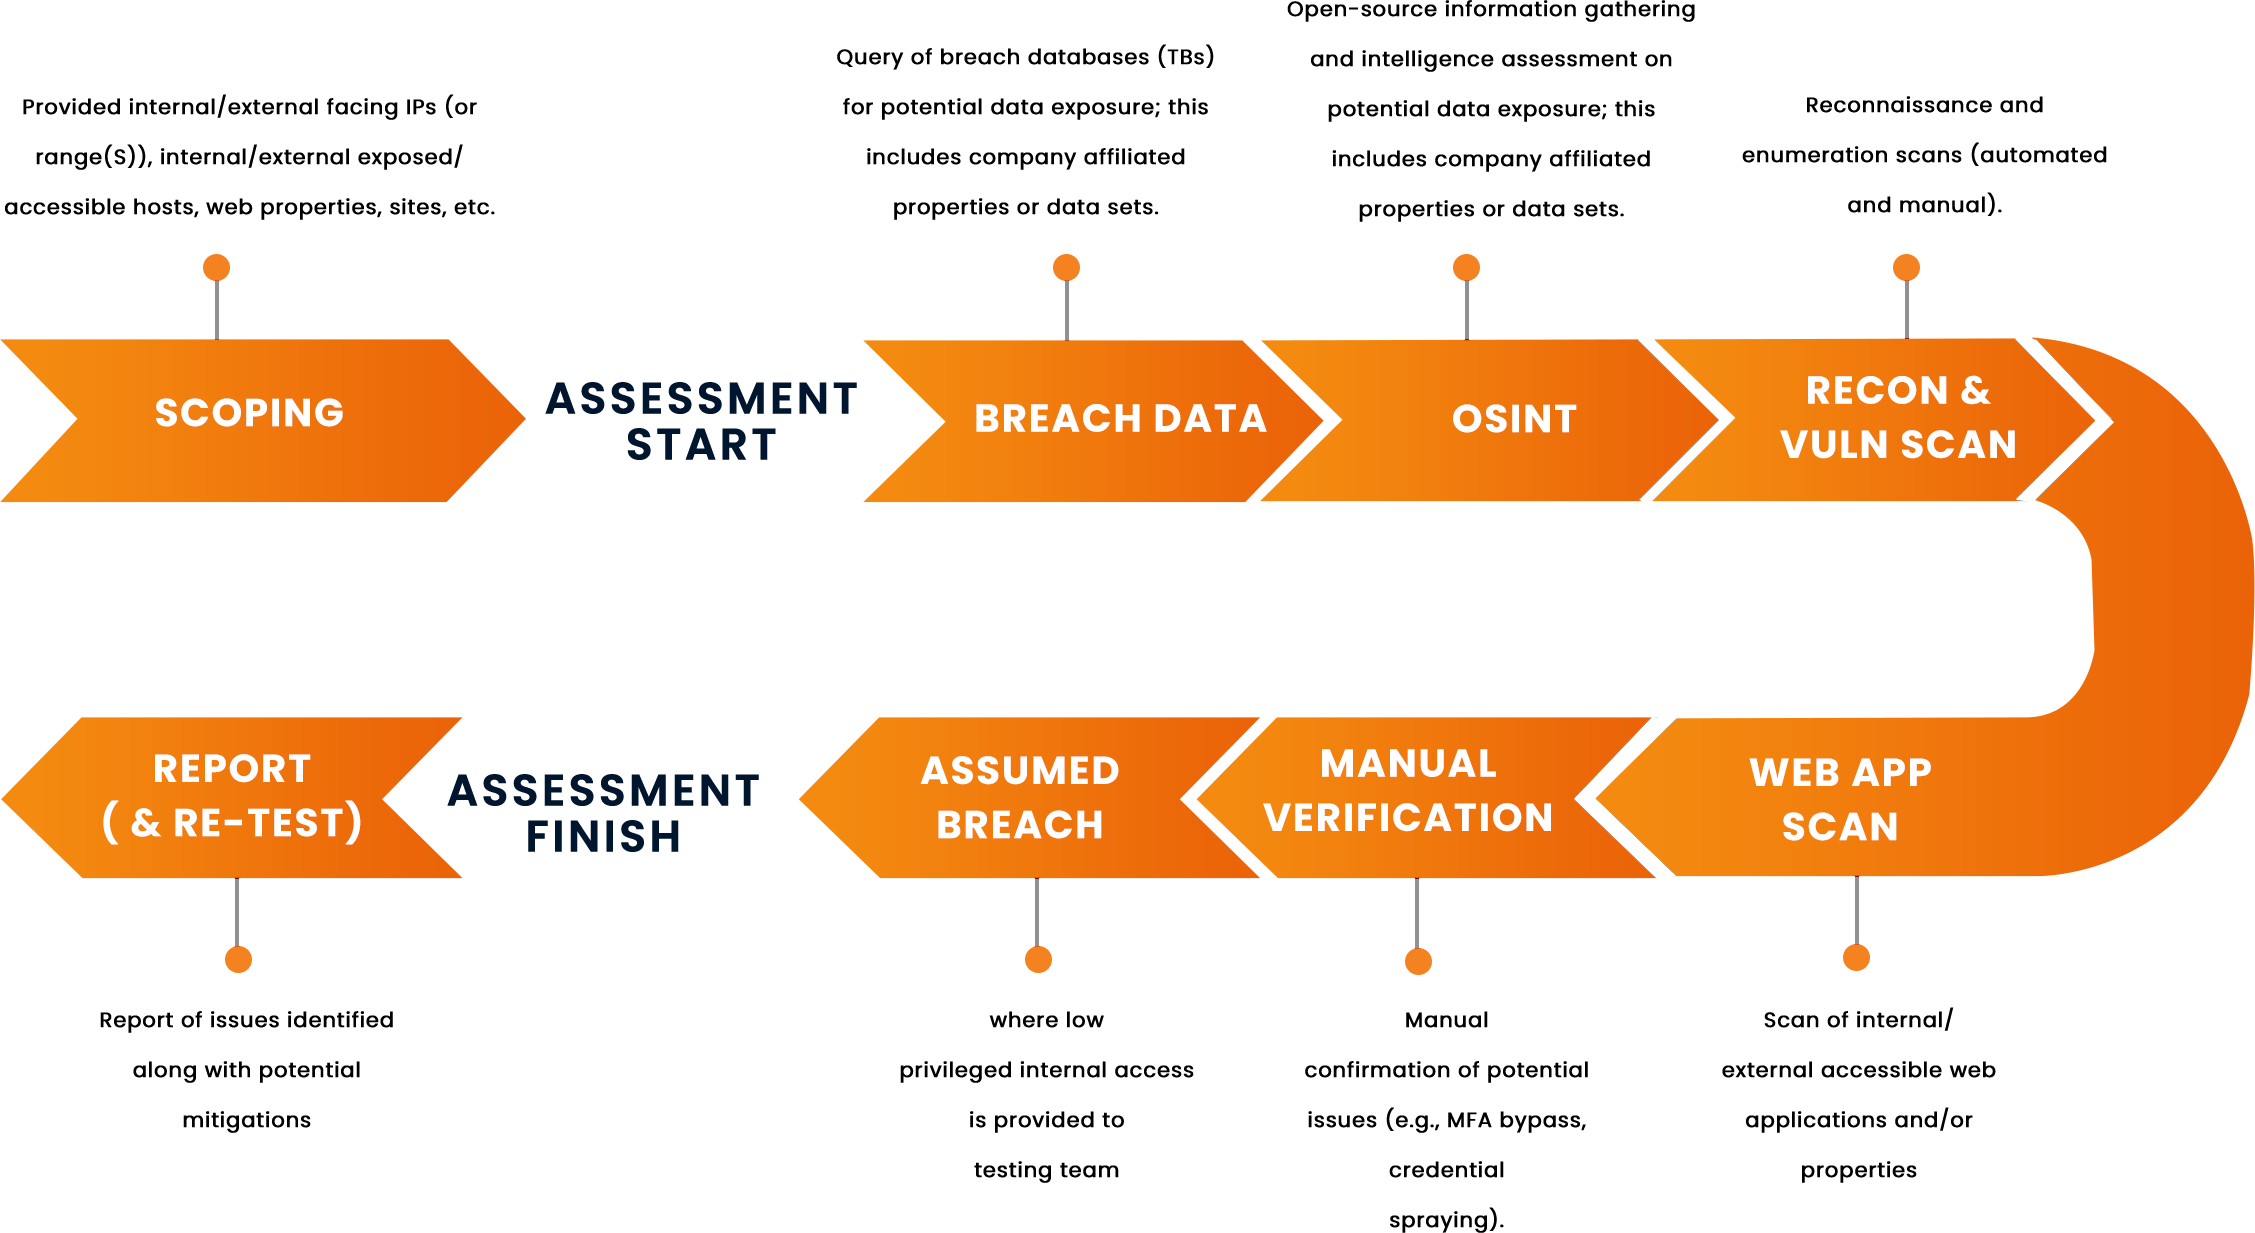 Provided internal/external facing IPs (or
range(S)), internal/external exposed/
accessible hosts, web properties, sites, etc.
Query of breach databases (TBs)
for potential data exposure; this
includes company affiliated
properties or data sets.
Open-source information gathering
and intelligence assessment on
potential data exposure; this
includes company affiliated
properties or data sets.
Reconnaissance and
enumeration scans (automated
and manual).
SCOPING
ASSESSMENT
START
BREACH DATA
OSINT
RECON &
VULN SCAN
WEB APP
SCAN
MANUAL
VERIFICATION
ASSUMED
BREACH
ASSESSMENT
FINISH
REPORT
( & RE-TEST)
Report of issues identified
along with potential
mitigations
where low
privileged internal access
is provided to
testing team
Manual
confirmation of potential
issues (e.g., MFA bypass,
credential
spraying).
Scan of internal/
external accessible web
applications and/or
properties